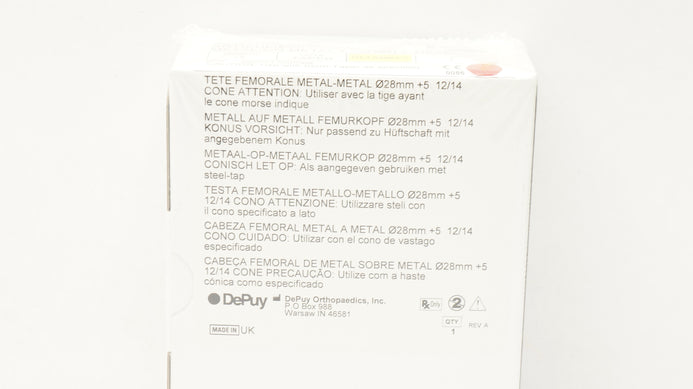 TETE FEMORALE METAL-METAL Ø28mm +5 12/14
CONE ATTENTION: Utiliser avec la tige ayant
le cone morse indique
METALL AUF METALL FEMURKOPF Ø28mm +5 12/14
KONUS VORSICHT: Nur passend zu Hüftschaft mit
angegebenem Konus
METAAL-OP-METAAL FEMURKOP Ø28mm +5 12/14
CONISCH LET OP: Als aangegeven gebruiken met
steel-tap
TESTA FEMORALE METALLO-METALLO Ø28mm +5
12/14 CONO ATTENZIONE: Utilizzare steli con
il cono specificato a lato
CABEZA FEMORAL METAL A METAL Ø28mm +5 12/14
CONO CUIDADO: Utilizar con el cono de vastago
especificado
CABEÇA FEMORAL DE METAL SOBRE METAL Ø28mm +5
12/14 CONE PRECAUÇÃO: Utilize com a haste
cónica como especificado
DePuy DePuy Orthopaedics, Inc.
P.O Box 988
Warsaw IN 46581
Rx Only 2
MADE IN UK
QTY
1
REV A